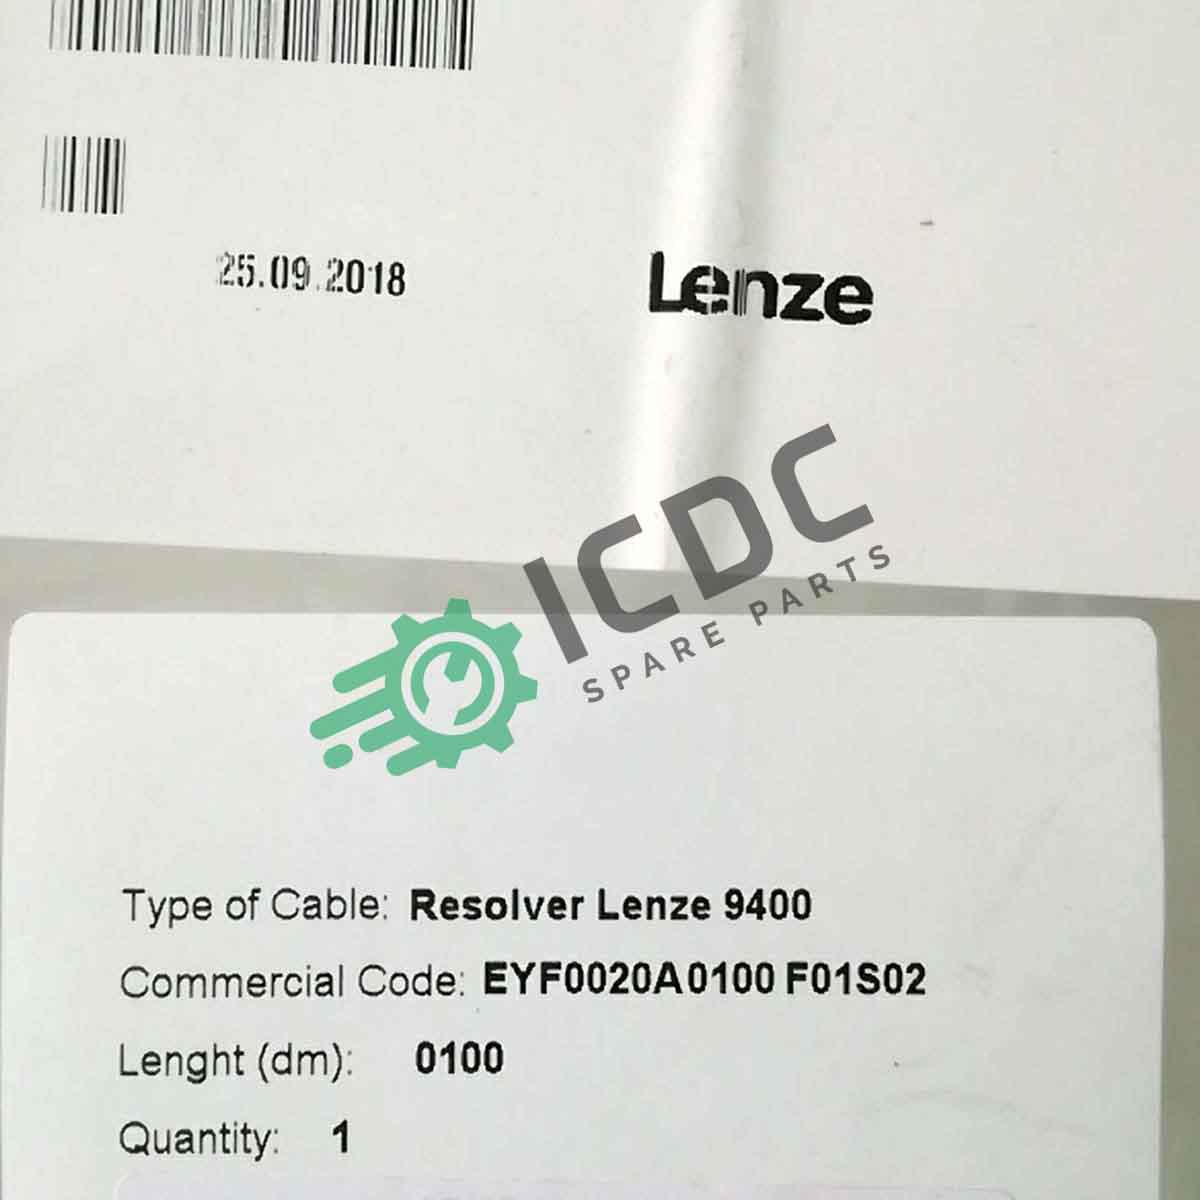 25.09.2018
Lenze
ICDC
SPARE PARTS
Type of Cable: Resolver Lenze 9400
Commercial Code: EYF0020A0100 F01S02
Lenght (dm): 0100
Quantity: 1